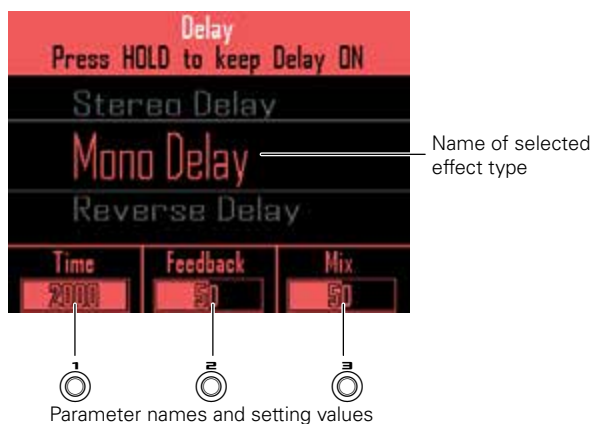 Delay
Press HOLD to keep Delay ON
Stereo Delay
Mono Delay
Reverse Delay
Name of selected
effect type
Time Feedback Mix
2000 50 50
1 2 3
Parameter names and setting values